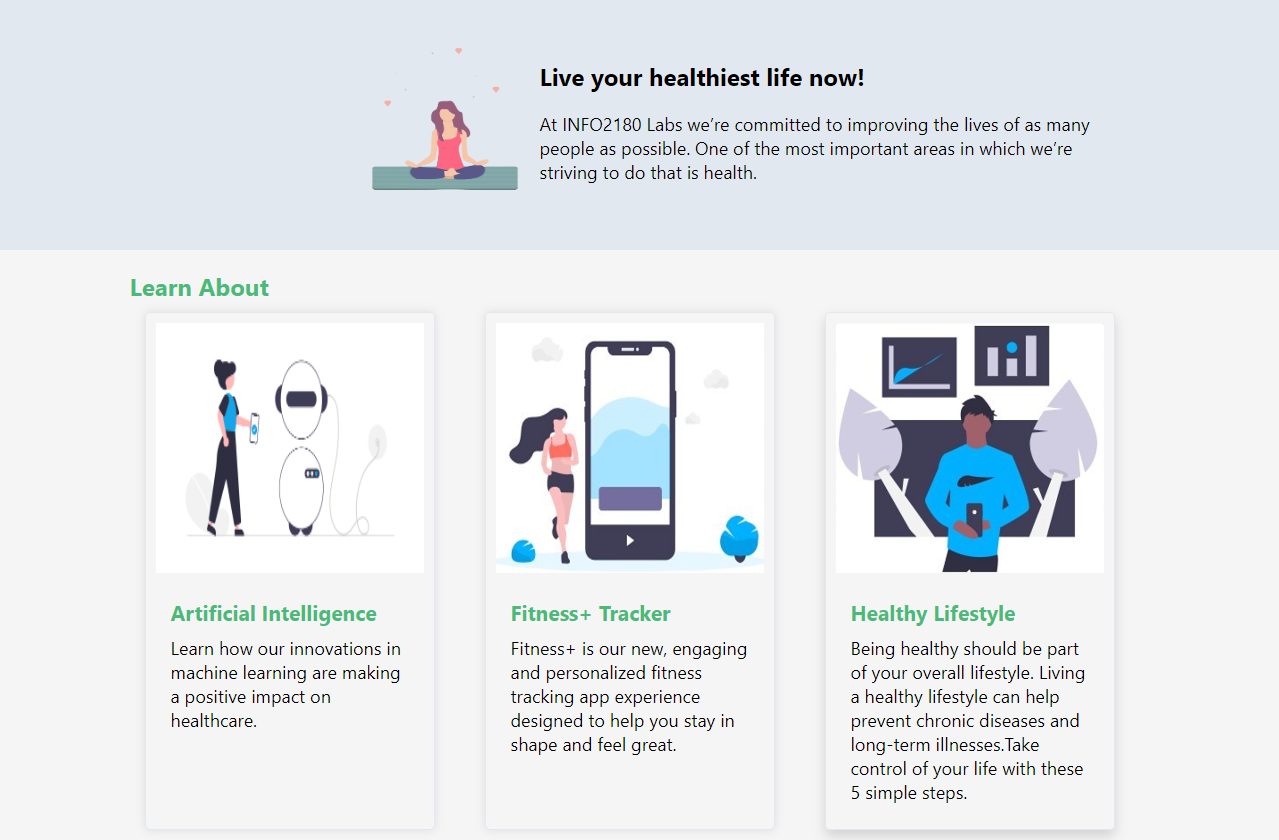 Live your healthiest life now!
At INFO2180 Labs we’re committed to improving the lives of as many
people as possible. One of the most important areas in which we’re
striving to do that is health.
Learn About
Artificial Intelligence
Learn how our innovations in
machine learning are making
a positive impact on
healthcare.
Fitness+ Tracker
Fitness+ is our new, engaging
and personalized fitness
tracking app experience
designed to help you stay in
shape and feel great.
Healthy Lifestyle
Being healthy should be part
of your overall lifestyle. Living
a healthy lifestyle can help
prevent chronic diseases and
long-term illnesses.Take
control of your life with these
5 simple steps.